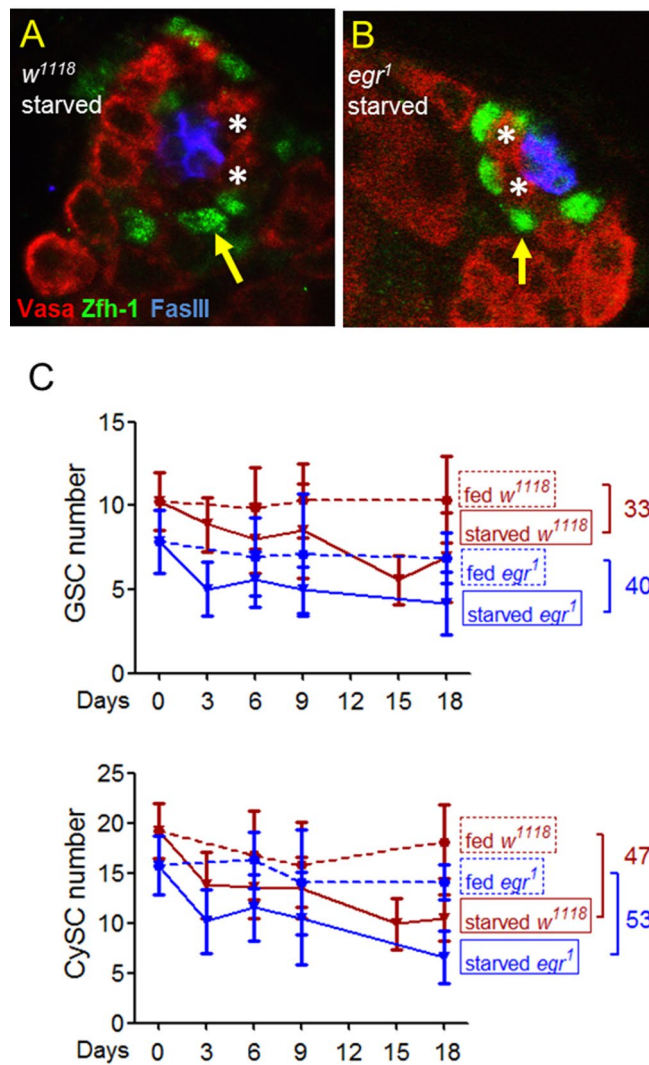 A
w1118
starved
*
*
Vasa Zfh-1 FasIII
B
egr1
starved
*
*
C
GSC number
15
10
5
0
Days 0 3 6 9 12 15 18
fed w1118
starved w1118
fed egr1
starved egr1
33
40
CySC number
25
20
15
10
5
0
Days 0 3 6 9 12 15 18
fed w1118
fed egr1
starved w1118
starved egr1
47
53